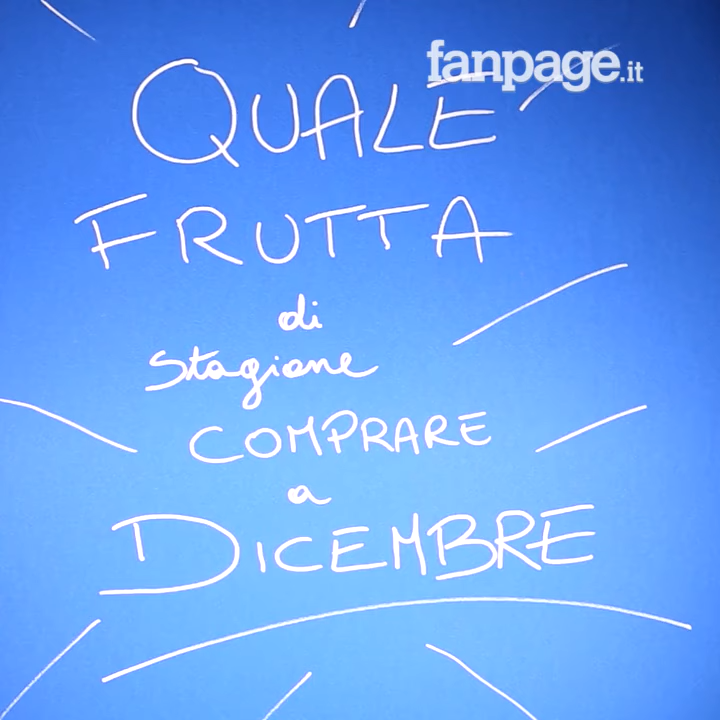 fanpage.it
QUALE
FRUTTA
di
stagione
COMPRARE
a
DICEMBRE